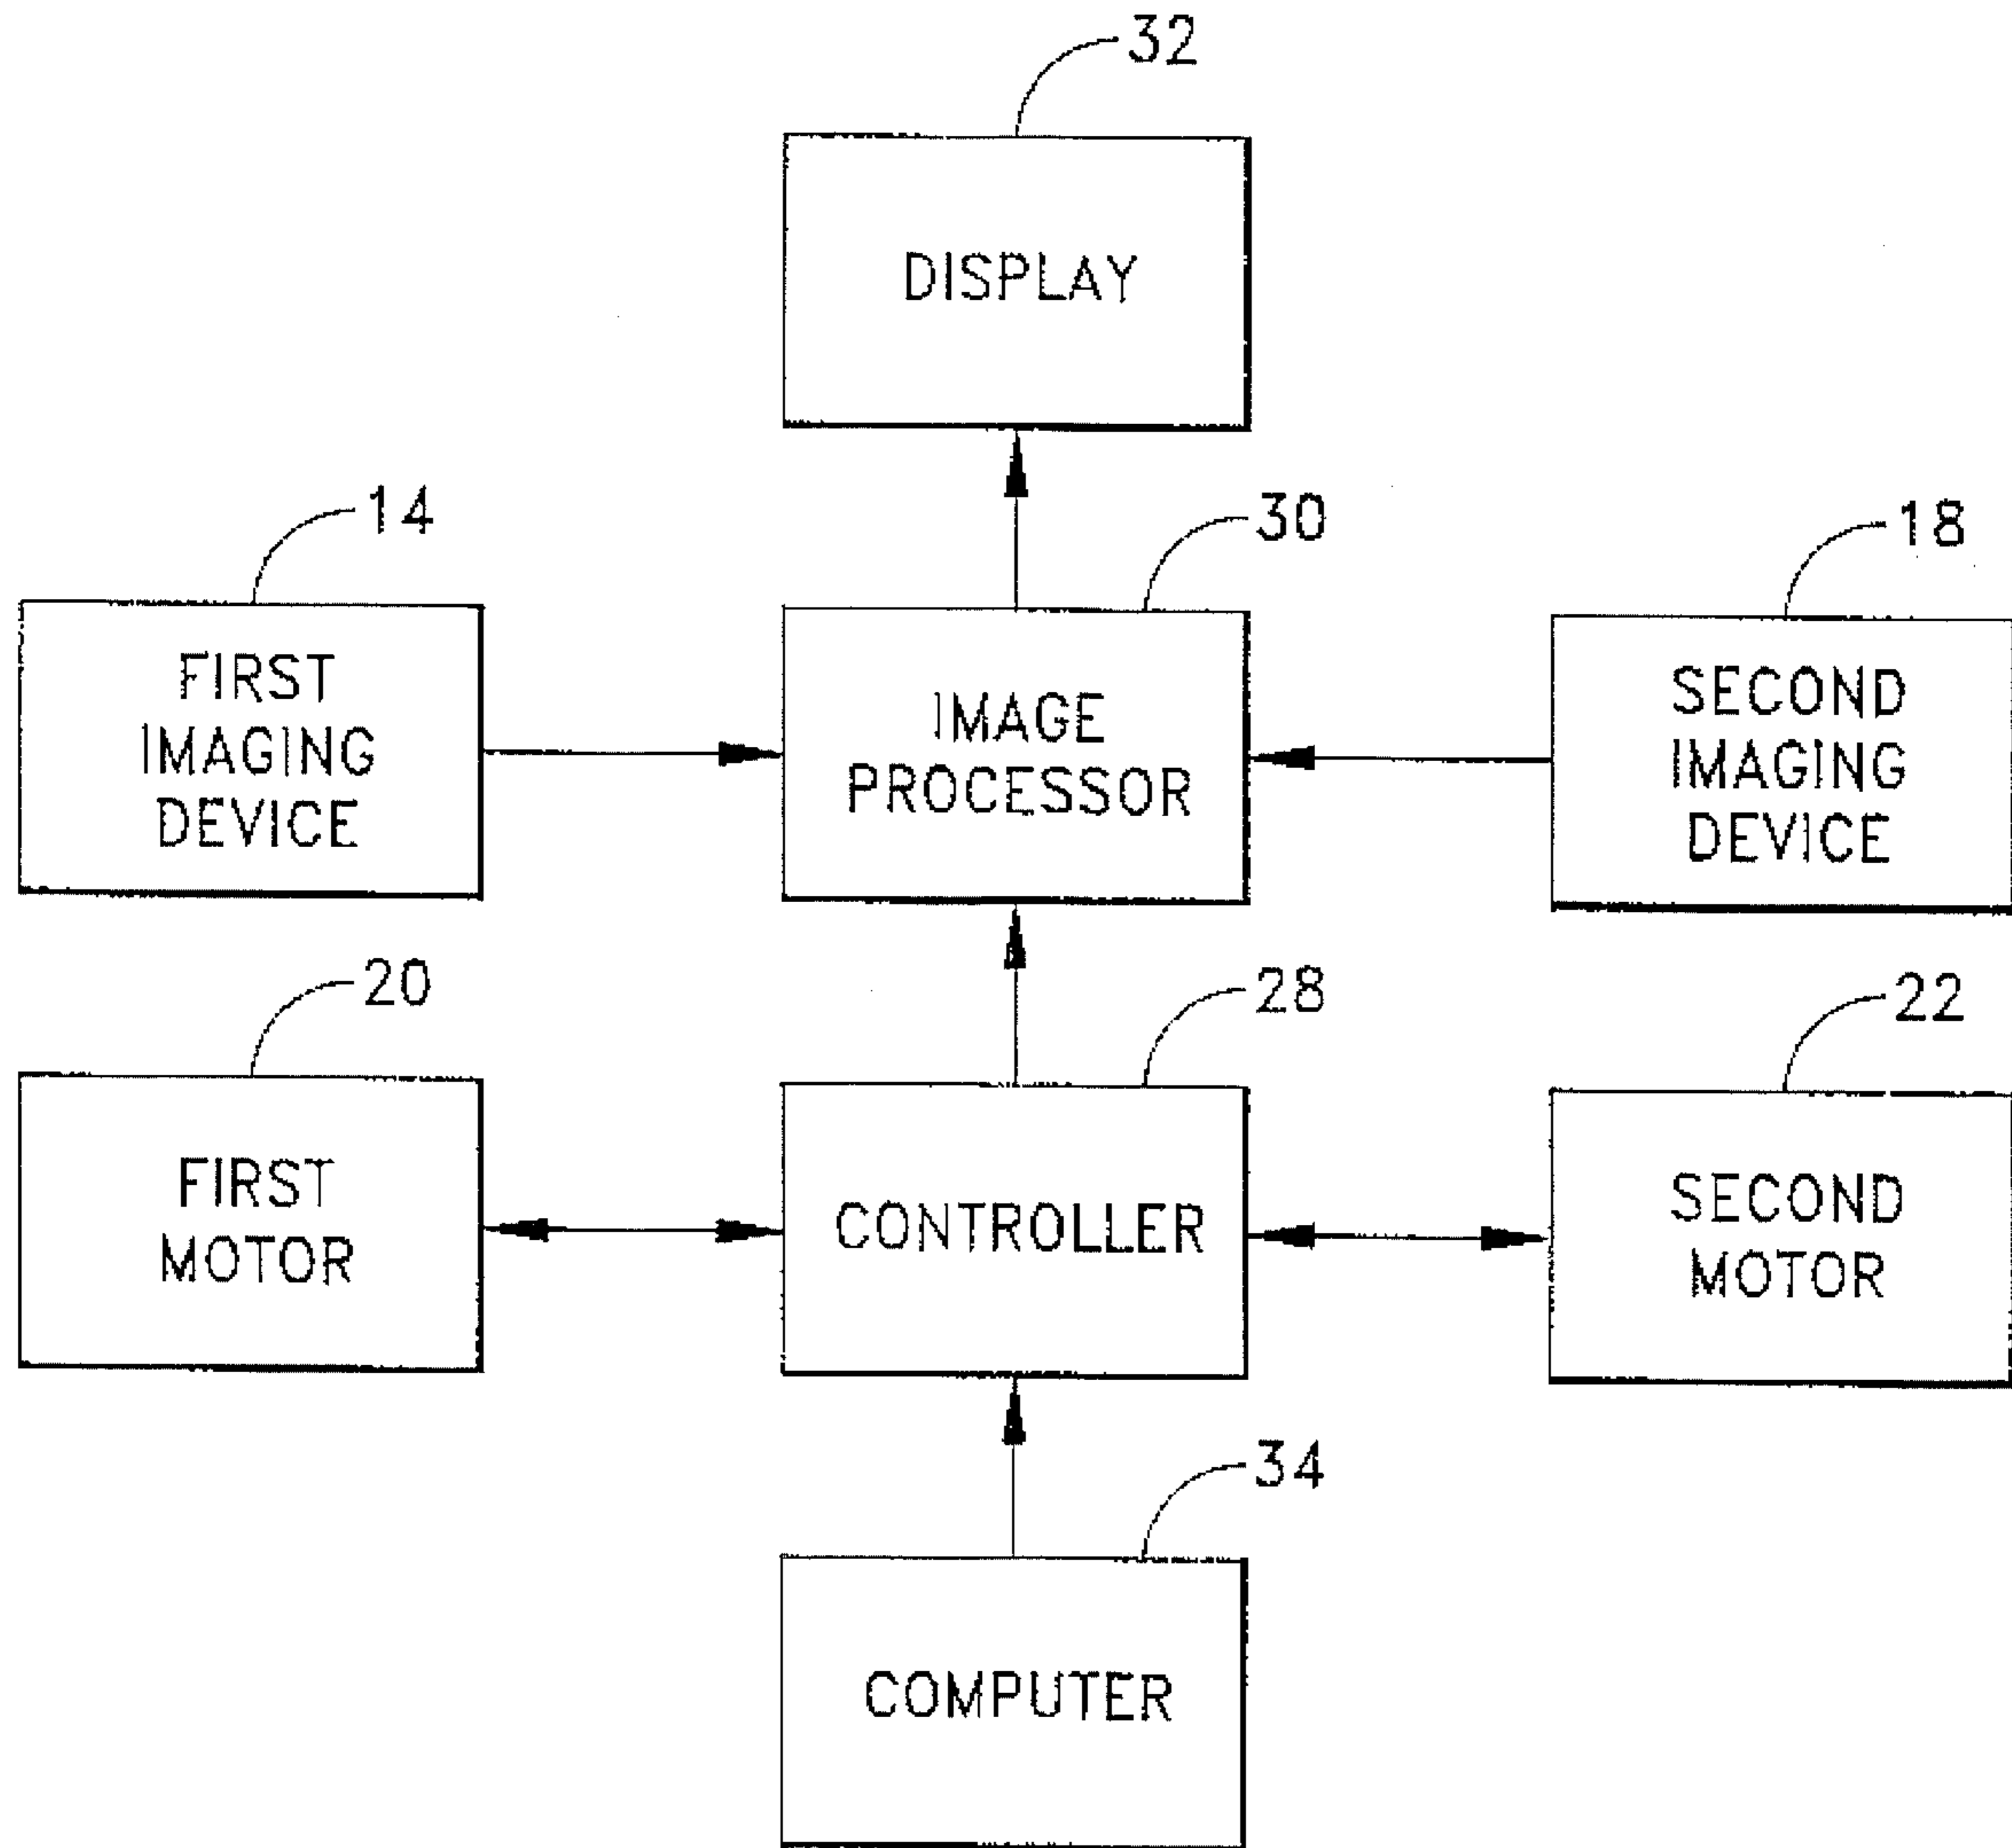 32
DISPLAY
14
30
18
FIRST
IMAGING
DEVICE
IMAGE
PROCESSOR
SECOND
IMAGING
DEVICE
20
28
22
FIRST
MOTOR
CONTROLLER
SECOND
MOTOR
34
COMPUTER